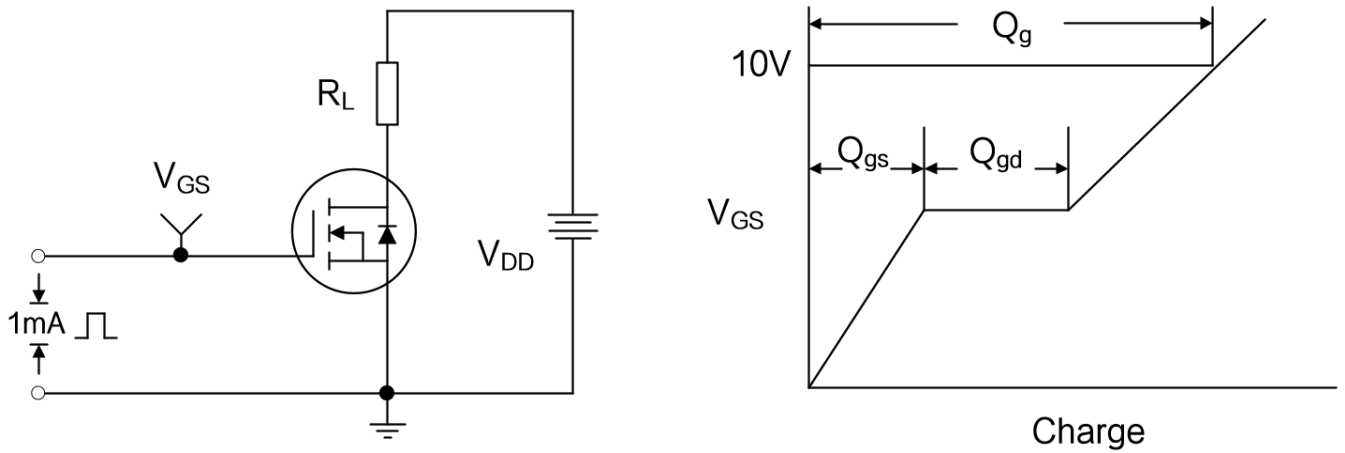 R_L
V_GS
V_DD
1mA
Q_g
10V
Q_gs
Q_gd
V_GS
Charge